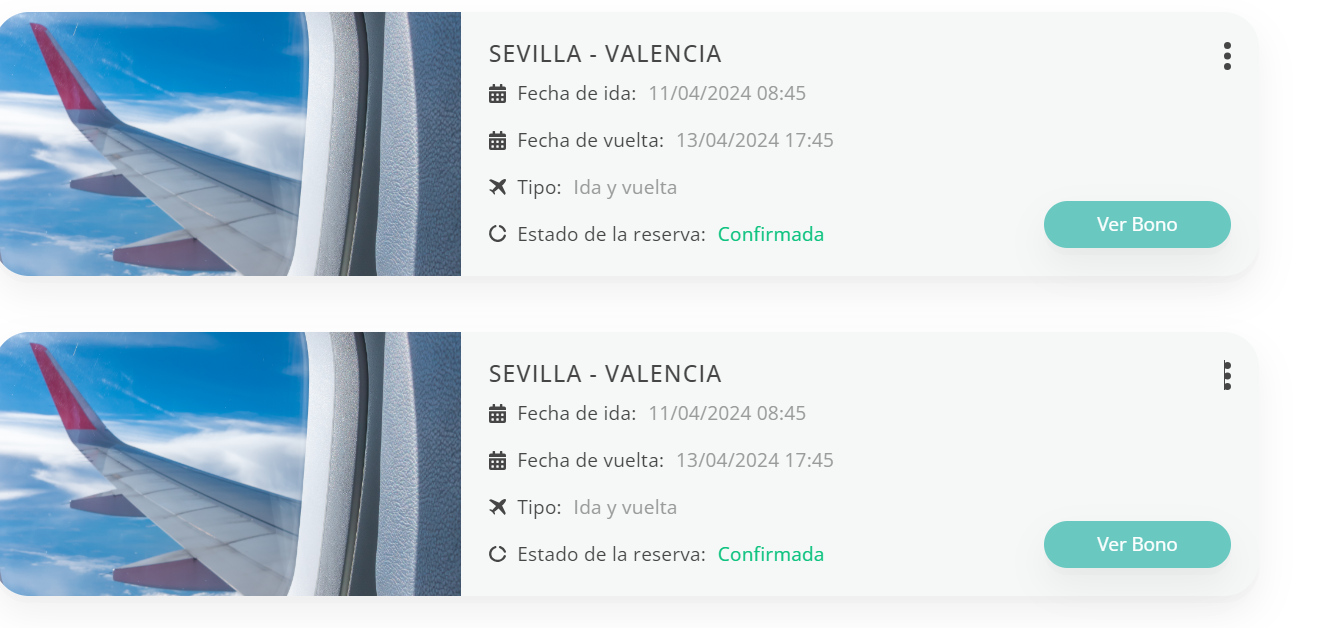 SEVILLA - VALENCIA
Fecha de ida: 11/04/2024 08:45
Fecha de vuelta: 13/04/2024 17:45
Tipo: Ida y vuelta
Estado de la reserva: Confirmada
Ver Bono
SEVILLA - VALENCIA
Fecha de ida: 11/04/2024 08:45
Fecha de vuelta: 13/04/2024 17:45
Tipo: Ida y vuelta
Estado de la reserva: Confirmada
Ver Bono